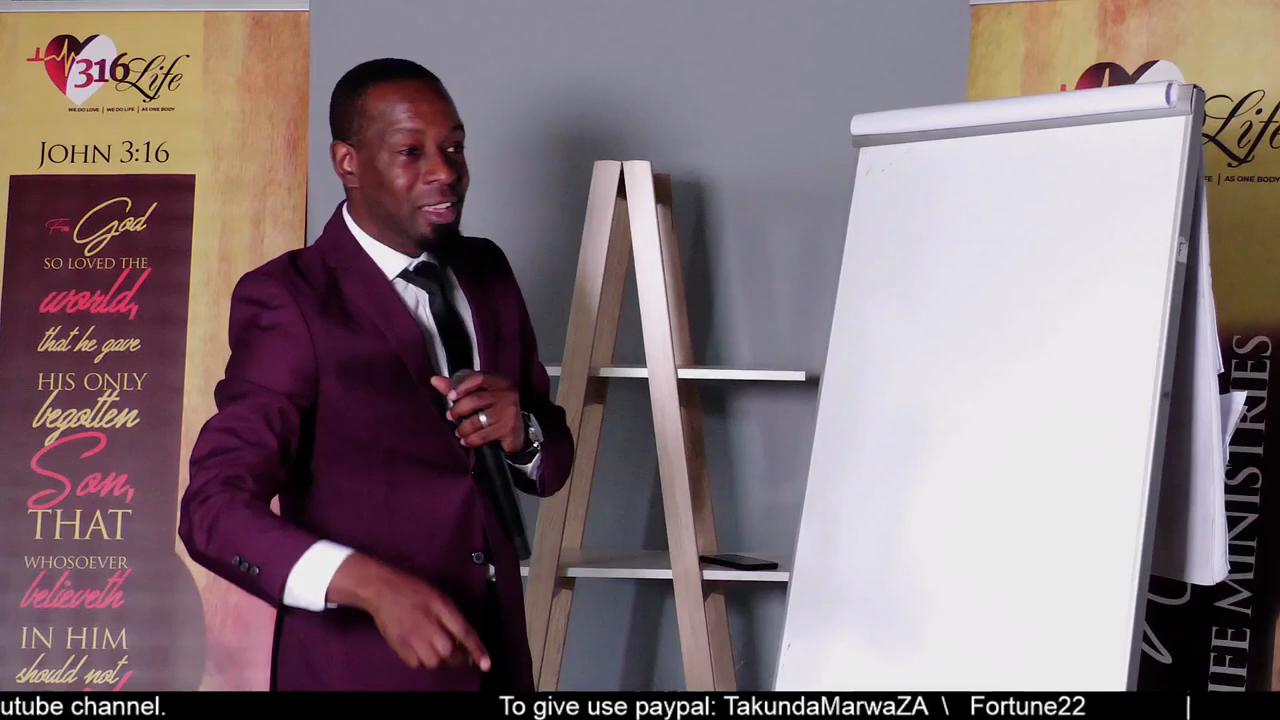 316 Life
WE DO LOVE | WE DO LIFE | AS ONE BODY
JOHN 3:16
For God
SO LOVED THE
world,
that he gave
HIS ONLY
begotten
Son,
THAT
WHOSOEVER
believeth
IN HIM
should not
Life
FE | AS ONE BODY
IFE MINISTRIES
utube channel.
To give use paypal: TakundaMarwaZA \ Fortune22 |